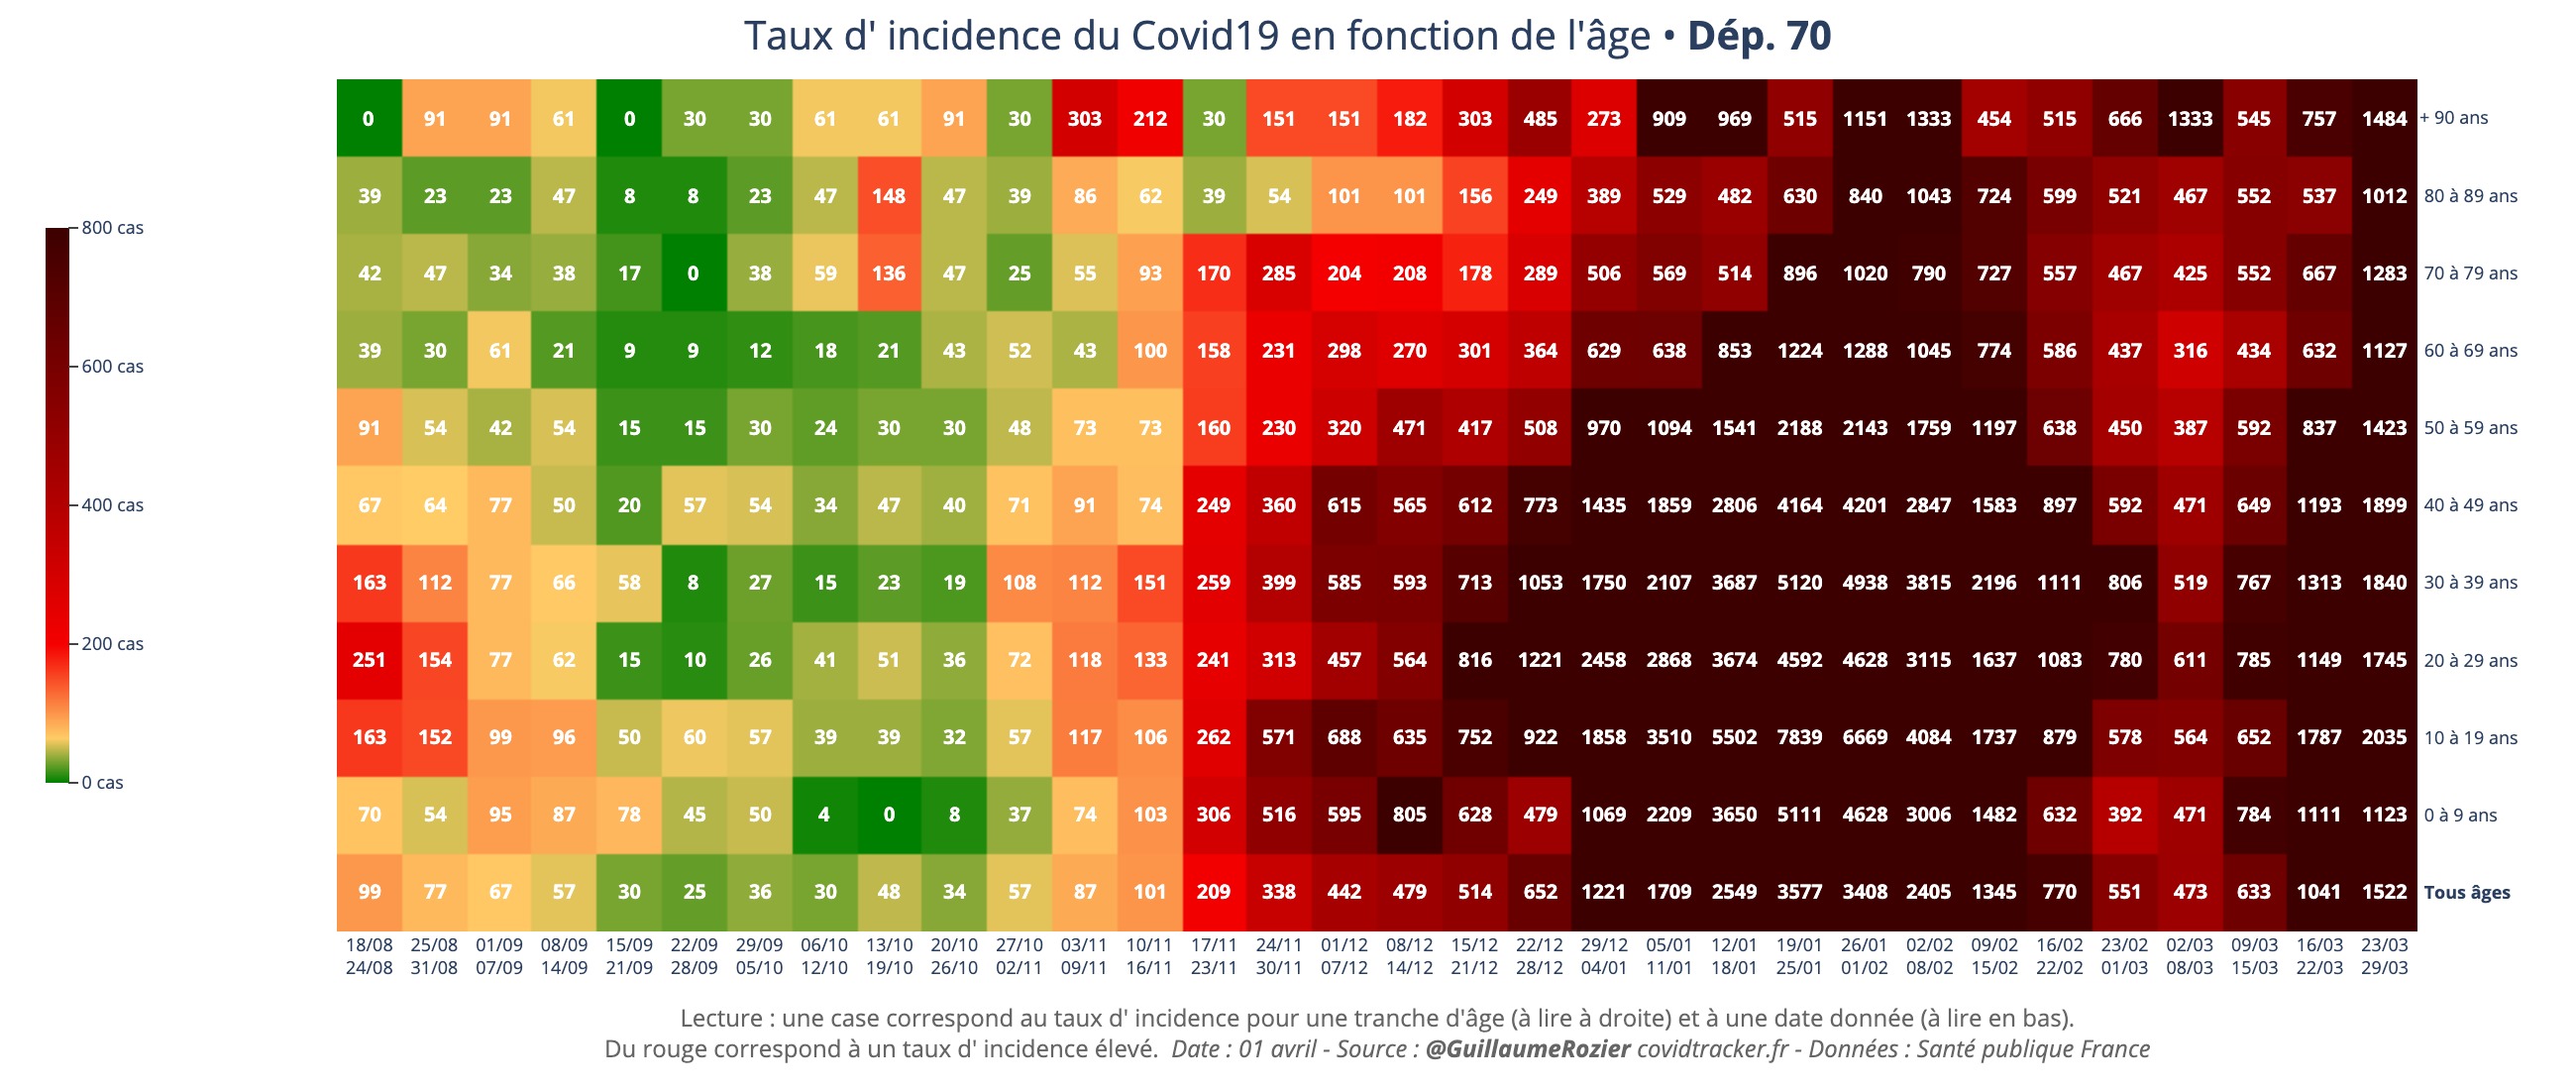 Taux d' incidence du Covid19 en fonction de l'âge • Dép. 70
800 cas
600 cas
400 cas
200 cas
0 cas
0 91 91 61 0 30 30 61 61 91 30 303 212 30 151 151 182 303 485 273 909 969 515 1151 1333 454 515 666 1333 545 757 1484 + 90 ans
39 23 23 47 8 8 23 47 148 47 39 86 62 39 54 101 101 156 249 389 529 482 630 840 1043 724 599 521 467 552 537 1012 80 à 89 ans
42 47 34 38 17 0 38 59 136 47 25 55 93 170 285 204 208 178 289 506 569 514 896 1020 790 727 557 467 425 552 667 1283 70 à 79 ans
39 30 61 21 9 9 12 18 21 43 52 43 100 158 231 298 270 301 364 629 638 853 1224 1288 1045 774 586 437 316 434 632 1127 60 à 69 ans
91 54 42 54 15 15 30 24 30 30 48 73 73 160 230 320 471 417 508 970 1094 1541 2188 2143 1759 1197 638 450 387 592 837 1423 50 à 59 ans
67 64 77 50 20 57 54 34 47 40 71 91 74 249 360 615 565 612 773 1435 1859 2806 4164 4201 2847 1583 897 592 471 649 1193 1899 40 à 49 ans
163 112 77 66 58 8 27 15 23 19 108 112 151 259 399 585 593 713 1053 1750 2107 3687 5120 4938 3815 2196 1111 806 519 767 1313 1840 30 à 39 ans
251 154 77 62 15 10 26 41 51 36 72 118 133 241 313 457 564 816 1221 2458 2868 3674 4592 4628 3115 1637 1083 780 611 785 1149 1745 20 à 29 ans
163 152 99 96 50 60 57 39 39 32 57 117 106 262 571 688 635 752 922 1858 3510 5502 7839 6669 4084 1737 879 578 564 652 1787 2035 10 à 19 ans
70 54 95 87 78 45 50 4 0 8 37 74 103 306 516 595 805 628 479 1069 2209 3650 5111 4628 3006 1482 632 392 471 784 1111 1123 0 à 9 ans
99 77 67 57 30 25 36 30 48 34 57 87 101 209 338 442 479 514 652 1221 1709 2549 3577 3408 2405 1345 770 551 473 633 1041 1522 Tous âges
18/08 25/08 01/09 08/09 15/09 22/09 29/09 06/10 13/10 20/10 27/10 03/11 10/11 17/11 24/11 01/12 08/12 15/12 22/12 29/12 05/01 12/01 19/01 26/01 02/02 09/02 16/02 23/02 02/03 09/03 16/03 23/03
24/08 31/08 07/09 14/09 21/09 28/09 05/10 12/10 19/10 26/10 02/11 09/11 16/11 23/11 30/11 07/12 14/12 21/12 28/12 04/01 11/01 18/01 25/01 01/02 08/02 15/02 22/02 01/03 08/03 15/03 22/03 29/03
Lecture : une case correspond au taux d' incidence pour une tranche d'âge (à lire à droite) et à une date donnée (à lire en bas).
Du rouge correspond à un taux d' incidence élevé. Date : 01 avril - Source : @GuillaumeRozier covidtracker.fr - Données : Santé publique France